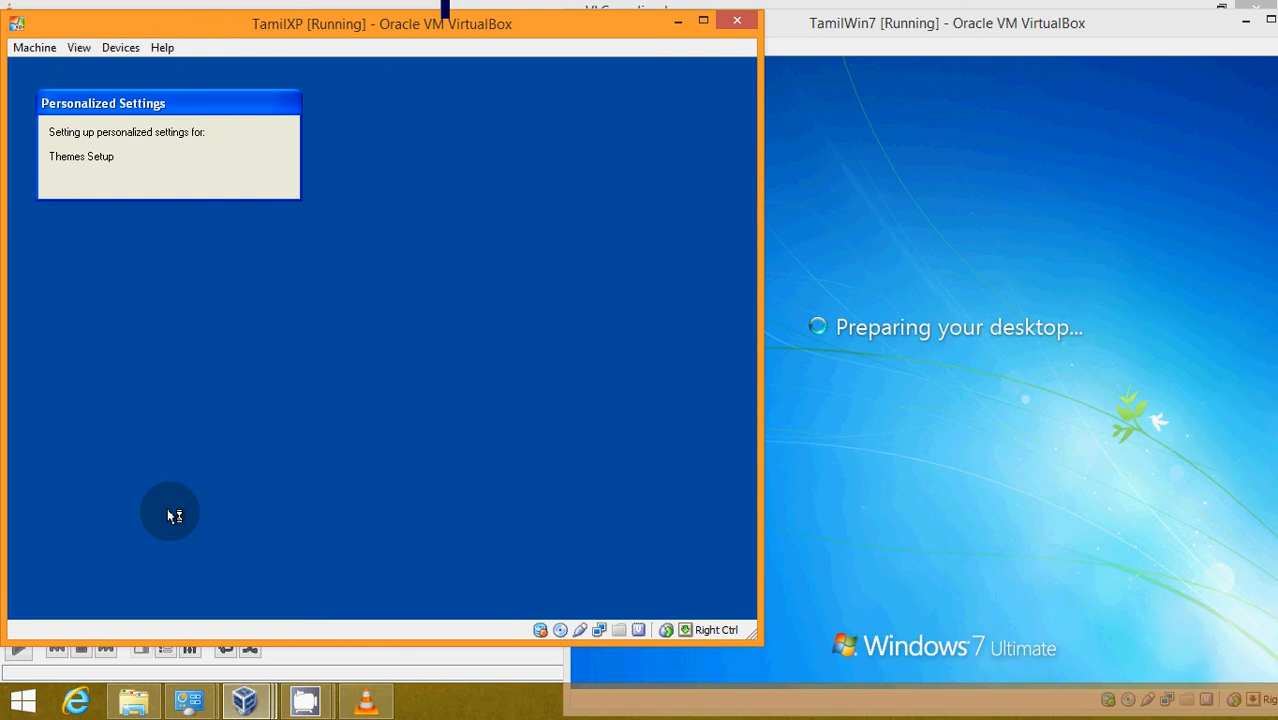 TamilXP [Running] - Oracle VM VirtualBox
Machine View Devices Help
Personalized Settings
Setting up personalized settings for:
Themes Setup
Right Ctrl
TamilWin7 [Running] - Oracle VM VirtualBox
Preparing your desktop...
Windows 7 Ultimate